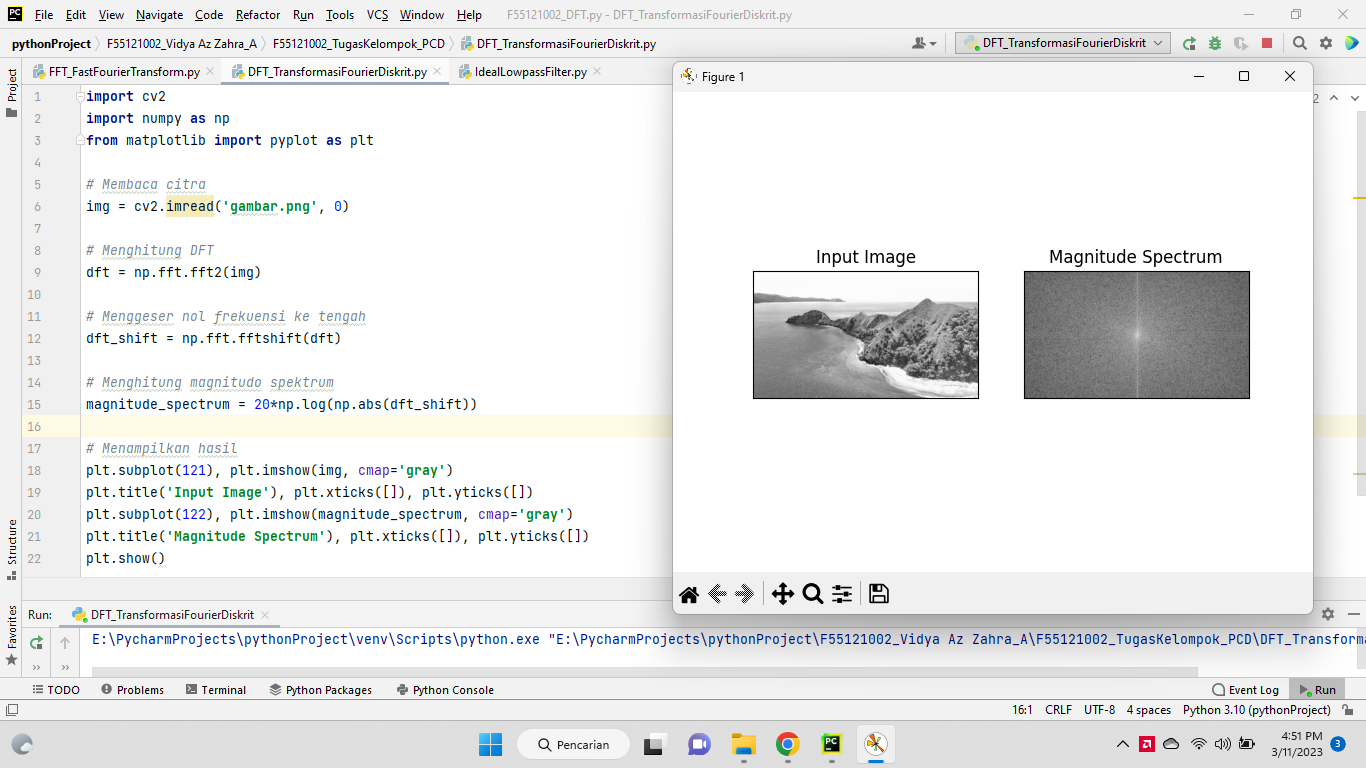 PC File Edit View Navigate Code Refactor Run Tools VCS Window Help F55121002_DFT.py - DFT_TransformasiFourierDiskrit.py
pythonProject F55121002_Vidya Az Zahra_A F55121002_TugasKelompok_PCD DFT_TransformasiFourierDiskrit.py DFT_TransformasiFourierDiskrit
FFT_FastFourierTransform.py DFT_TransformasiFourierDiskrit.py IdealLowpassFilter.py
Project
Structure
Favorites
1 import cv2
2 import numpy as np
3 from matplotlib import pyplot as plt
4
5 # Membaca citra
6 img = cv2.imread('gambar.png', 0)
7
8 # Menghitung DFT
9 dft = np.fft.fft2(img)
10
11 # Menggeser nol frekuensi ke tengah
12 dft_shift = np.fft.fftshift(dft)
13
14 # Menghitung magnitudo spektrum
15 magnitude_spectrum = 20*np.log(np.abs(dft_shift))
16
17 # Menampilkan hasil
18 plt.subplot(121), plt.imshow(img, cmap='gray')
19 plt.title('Input Image'), plt.xticks([]), plt.yticks([])
20 plt.subplot(122), plt.imshow(magnitude_spectrum, cmap='gray')
21 plt.title('Magnitude Spectrum'), plt.xticks([]), plt.yticks([])
22 plt.show()
Figure 1
2
Input Image Magnitude Spectrum
Run: DFT_TransformasiFourierDiskrit
E:\PycharmProjects\pythonProject\venv\Scripts\python.exe "E:\PycharmProjects\pythonProject\F55121002_Vidya Az Zahra_A\F55121002_TugasKelompok_PCD\DFT_Transforma
TODO Problems Terminal Python Packages Python Console Event Log Run
16:1 CRLF UTF-8 4 spaces Python 3.10 (pythonProject)
Pencarian
PC
4:51 PM
3/11/2023
3